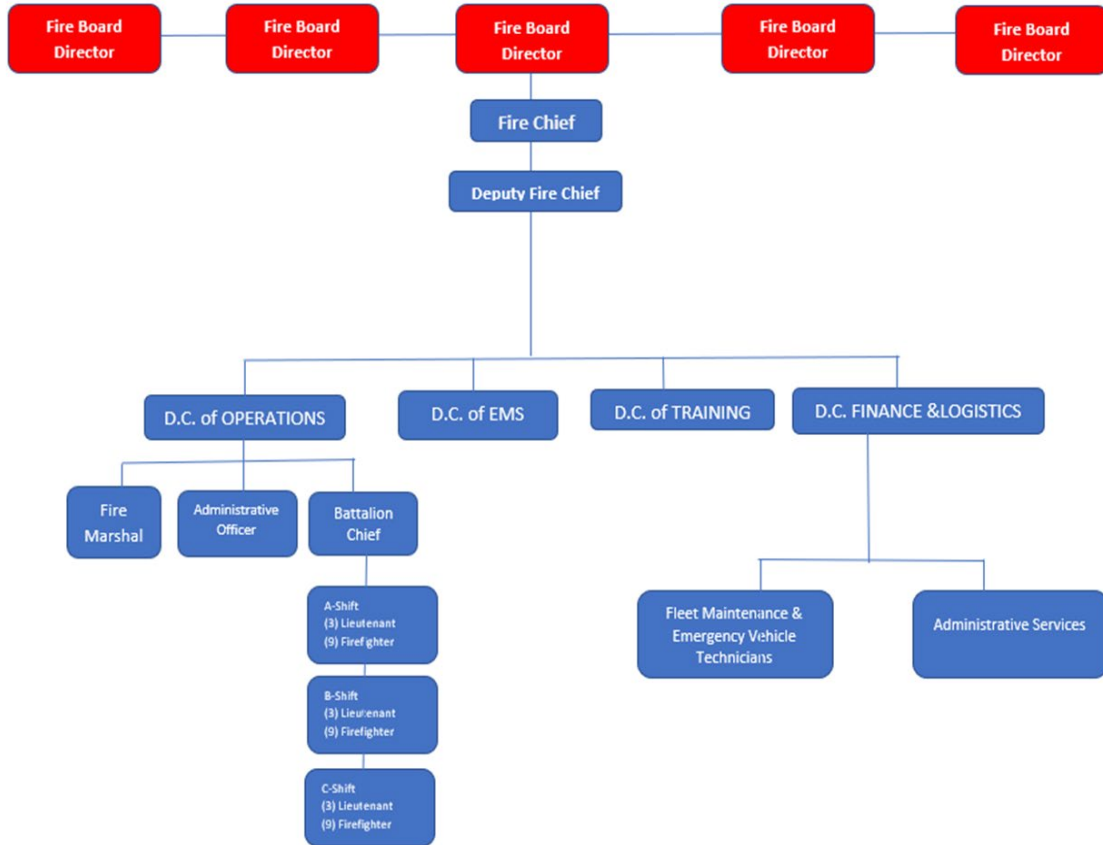 Fire Board
Director
Fire Board
Director
Fire Board
Director
Fire Board
Director
Fire Board
Director
Fire Chief
Deputy Fire Chief
D.C. of OPERATIONS
D.C. of EMS
D.C. of TRAINING
D.C. FINANCE &LOGISTICS
Fire
Marshal
Administrative
Officer
Battalion
Chief
A-Shift
(3) Lieutenant
(9) Firefighter
B-Shift
(3) Lieutenant
(9) Firefighter
C-Shift
(3) Lieutenant
(9) Firefighter
Fleet Maintenance &
Emergency Vehicle
Technicians
Administrative Services